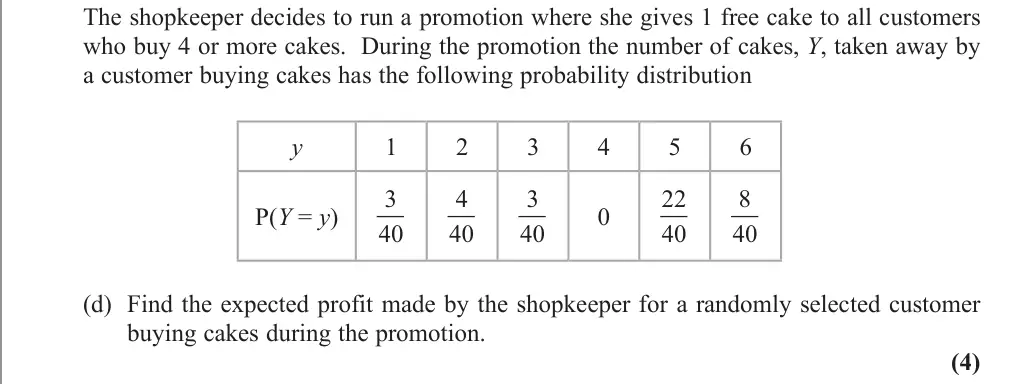 The shopkeeper decides to run a promotion where she gives 1 free cake to all customers
who buy 4 or more cakes. During the promotion the number of cakes, Y, taken away by
a customer buying cakes has the following probability distribution
y 1 2 3 4 5 6
P(Y = y) 3/40 4/40 3/40 0 22/40 8/40
(d) Find the expected profit made by the shopkeeper for a randomly selected customer
buying cakes during the promotion.
(4)